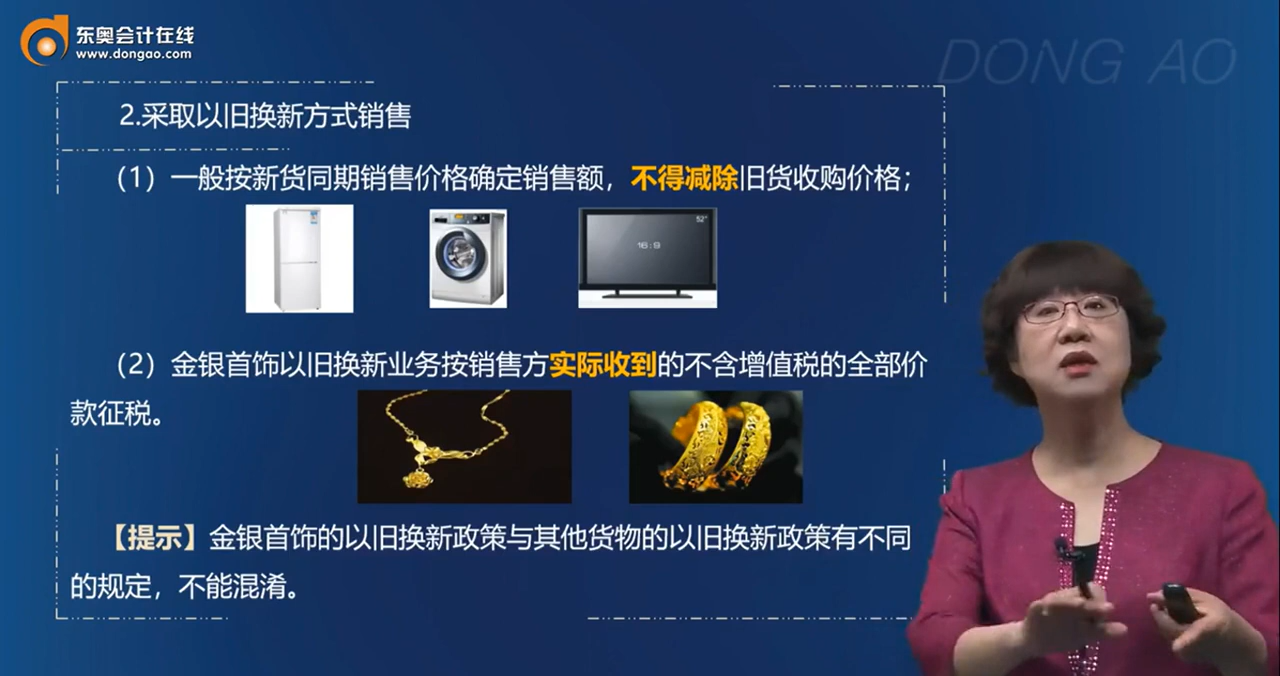 东奥会计在线
www.dongao.com
DONG AO
2.采取以旧换新方式销售
（1）一般按新货同期销售价格确定销售额，不得减除旧货收购价格；
52"
16:9
（2）金银首饰以旧换新业务按销售方实际收到的不含增值税的全部价
款征税。
【提示】金银首饰的以旧换新政策与其他货物的以旧换新政策有不同
的规定，不能混淆。